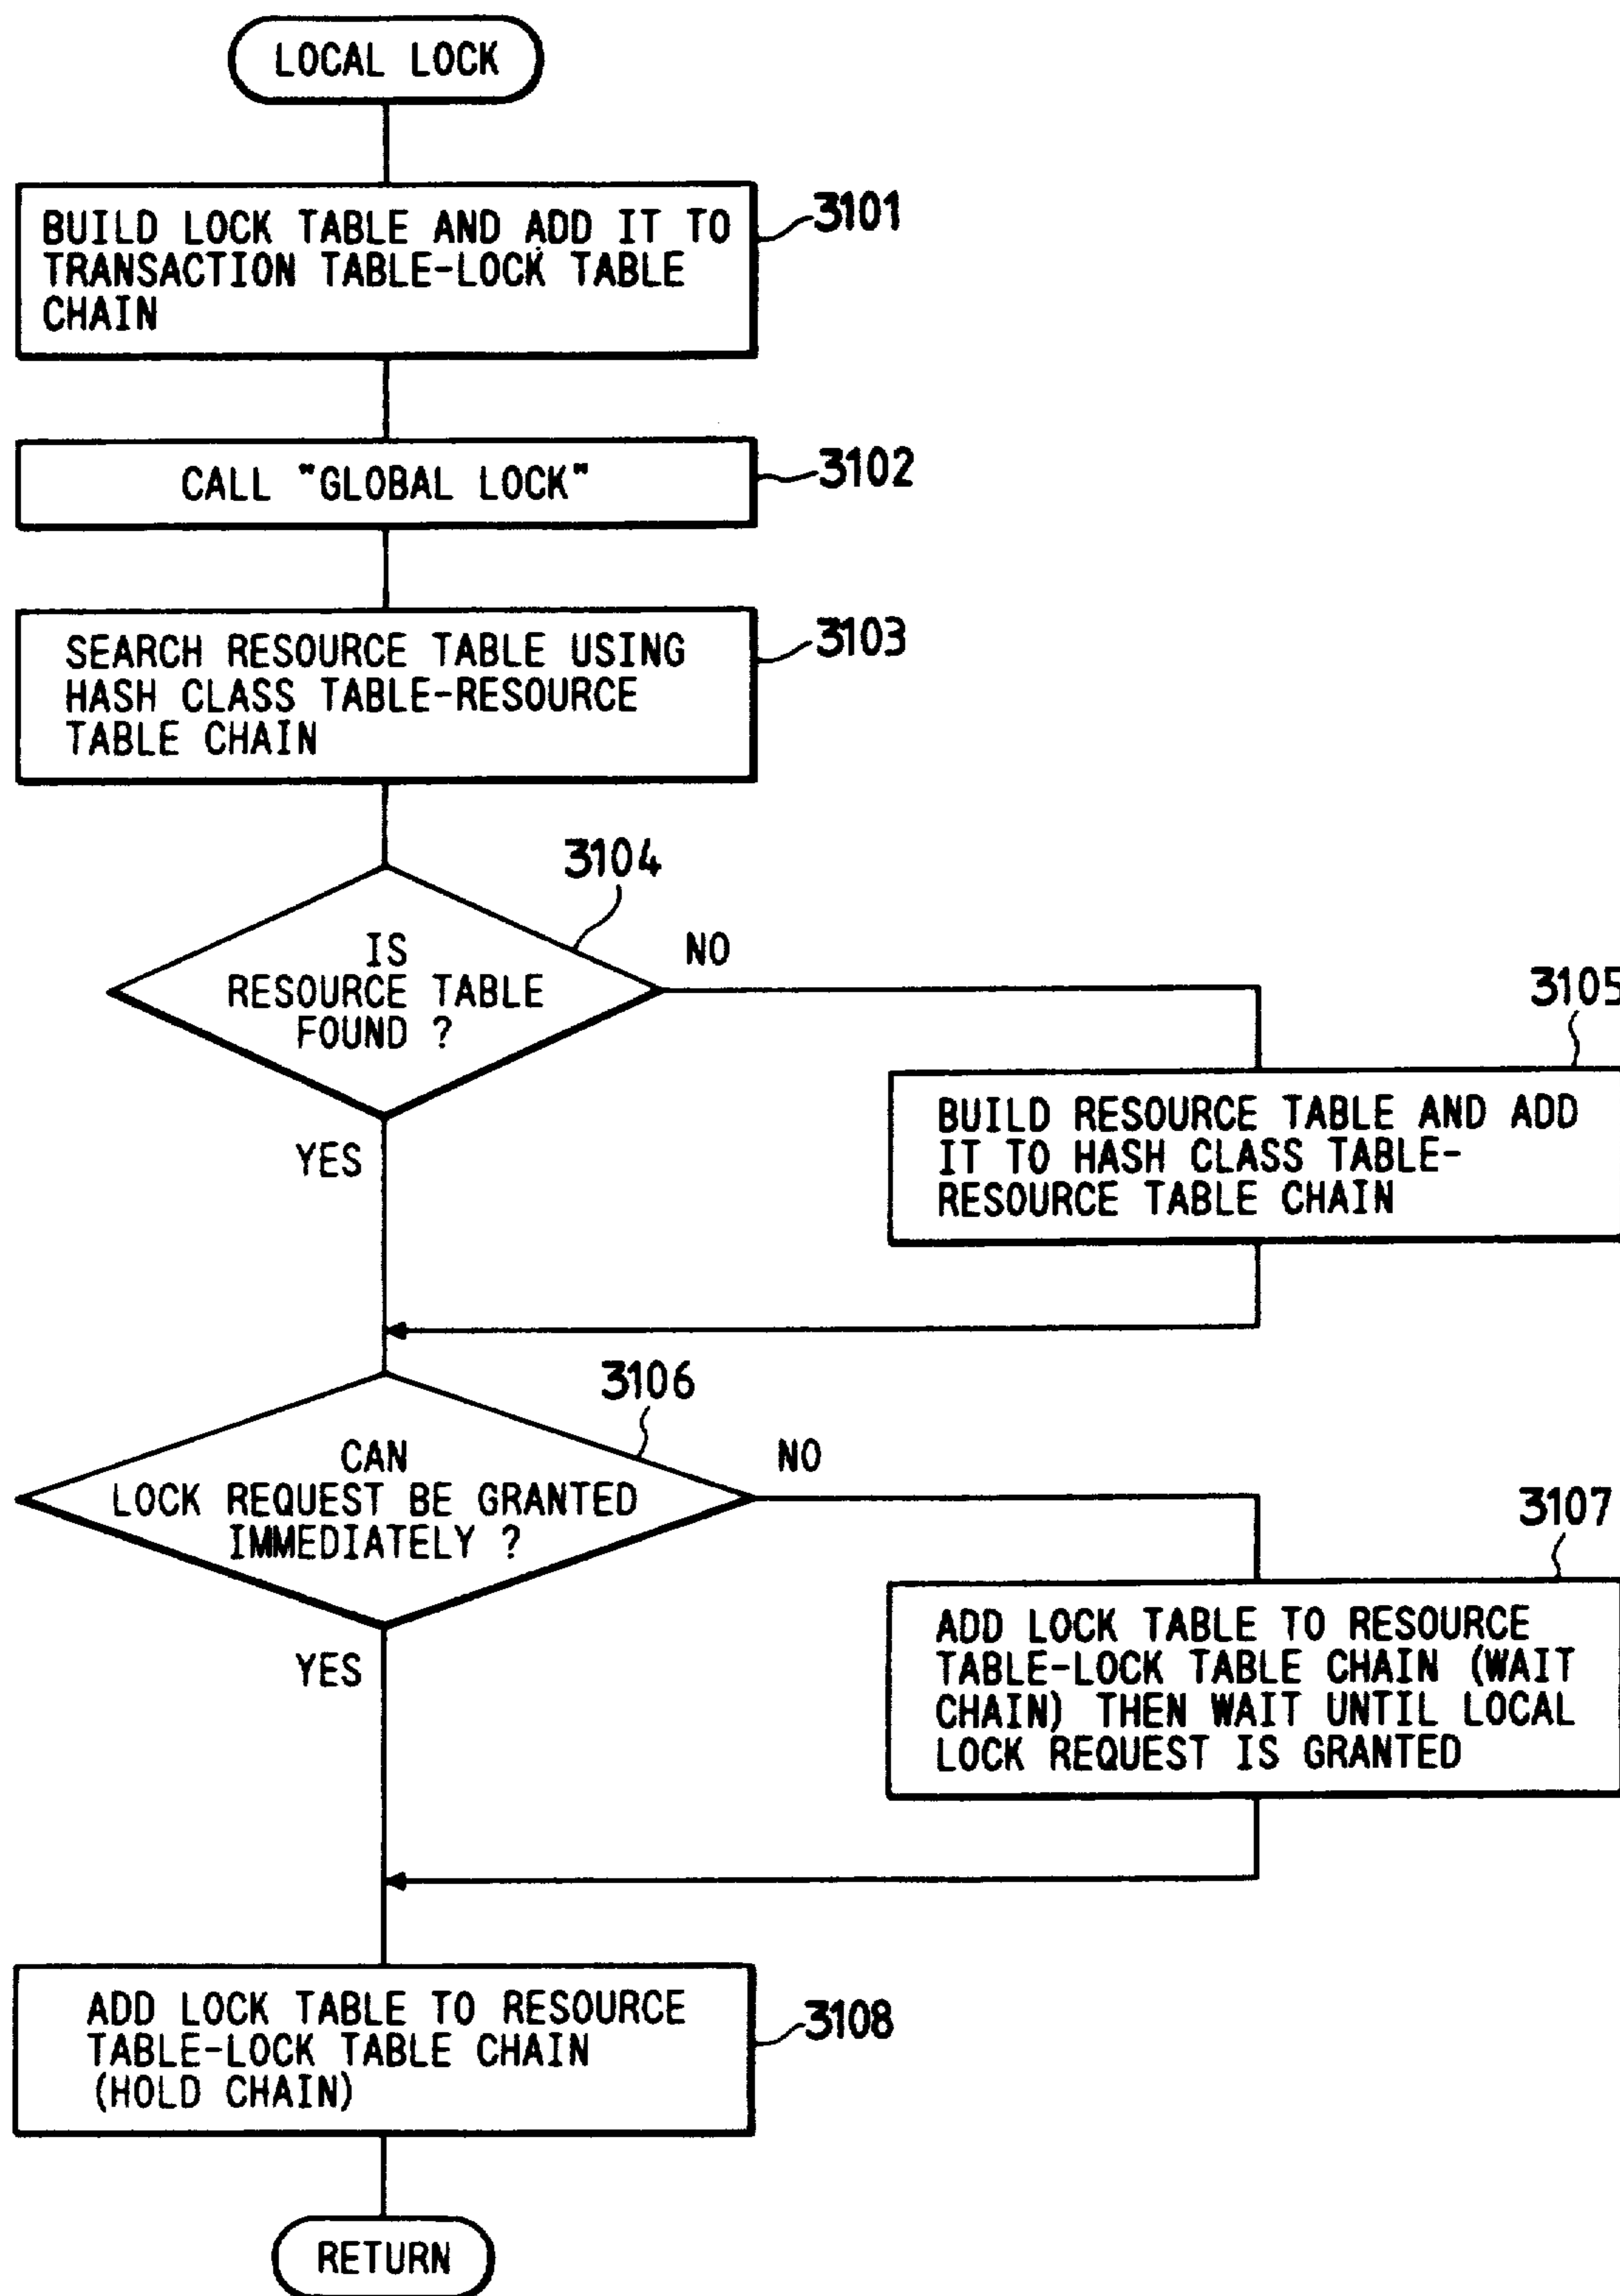 LOCAL LOCK
BUILD LOCK TABLE AND ADD IT TO
TRANSACTION TABLE-LOCK TABLE
CHAIN
3101
CALL "GLOBAL LOCK"
3102
SEARCH RESOURCE TABLE USING
HASH CLASS TABLE-RESOURCE
TABLE CHAIN
3103
3104
IS
RESOURCE TABLE
FOUND ?
NO
YES
3105
BUILD RESOURCE TABLE AND ADD
IT TO HASH CLASS TABLE-
RESOURCE TABLE CHAIN
3106
CAN
LOCK REQUEST BE GRANTED
IMMEDIATELY ?
NO
YES
3107
ADD LOCK TABLE TO RESOURCE
TABLE-LOCK TABLE CHAIN (WAIT
CHAIN) THEN WAIT UNTIL LOCAL
LOCK REQUEST IS GRANTED
ADD LOCK TABLE TO RESOURCE
TABLE-LOCK TABLE CHAIN
(HOLD CHAIN)
3108
RETURN